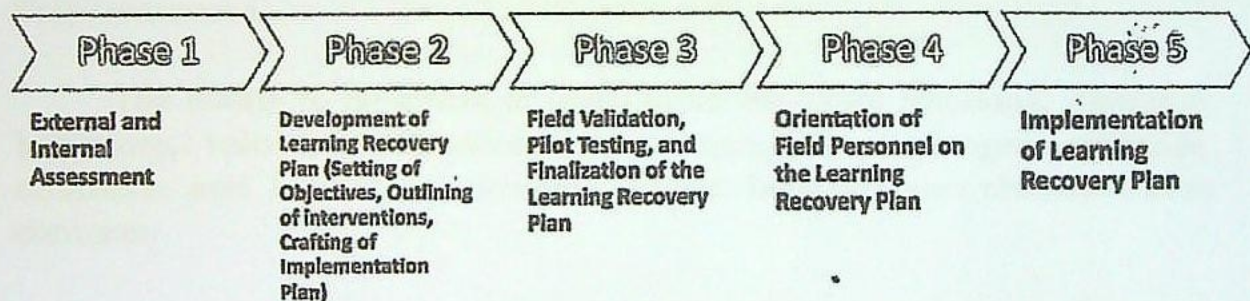 Phase 1
External and
Internal
Assessment
Phase 2
Development of
Learning Recovery
Plan (Setting of
Objectives, Outlining
of Interventions,
Crafting of
Implementation
Plan)
Phase 3
Field Validation,
Pilot Testing, and
Finalization of the
Learning Recovery
Plan
Phase 4
Orientation of
Field Personnel on
the Learning
Recovery Plan
Phase 5
Implementation
of Learning
Recovery Plan